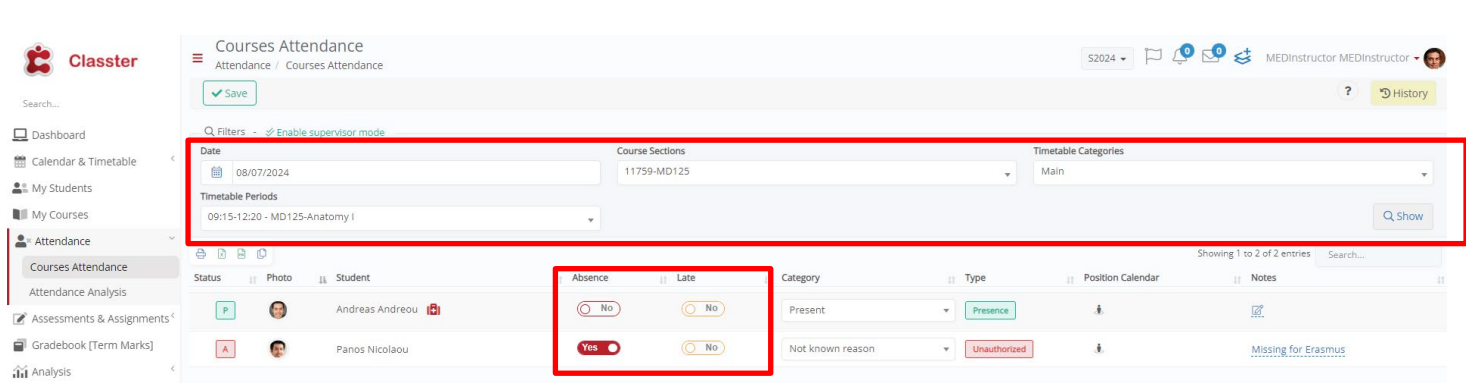 Classter
Search...
Dashboard
Calendar & Timetable
My Students
My Courses
Attendance
Courses Attendance
Attendance Analysis
Assessments & Assignments
Gradebook [Term Marks]
Analysis
Courses Attendance
Attendance / Courses Attendance
S2024 0 0 MEDInstructor MEDInstructor
Save ? History
Filters - Enable supervisor mode
Date Course Sections Timetable Categories
08/07/2024 11759-MD125 Main
Timetable Periods
09:15-12:20 - MD125-Anatomy I Show
Showing 1 to 2 of 2 entries Search...
Status Photo Student Absence Late Category Type Position Calendar Notes
P Andreas Andreou No No Present Presence
A Panos Nicolaou Yes No Not known reason Unauthorized Missing for Erasmus